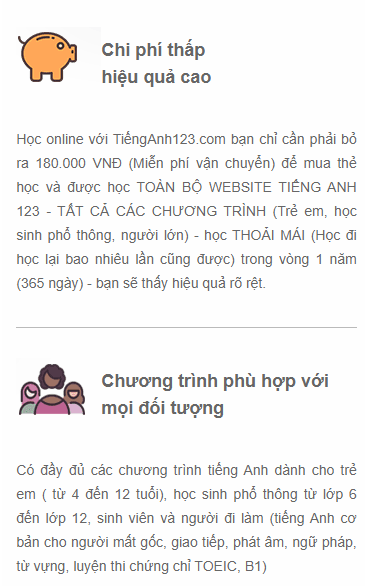 Chi phí thấp
hiệu quả cao
Học online với TiếngAnh123.com bạn chỉ cần phải bỏ
ra 180.000 VNĐ (Miễn phí vận chuyển) để mua thẻ
học và được học TOÀN BỘ WEBSITE TIẾNG ANH
123 - TẤT CẢ CÁC CHƯƠNG TRÌNH (Trẻ em, học
sinh phổ thông, người lớn) - học THOẢI MÁI (Học đi
học lại bao nhiêu lần cũng được) trong vòng 1 năm
(365 ngày) - bạn sẽ thấy hiệu quả rõ rệt.
Chương trình phù hợp với
mọi đối tượng
Có đầy đủ các chương trình tiếng Anh dành cho trẻ
em ( từ 4 đến 12 tuổi), học sinh phổ thông từ lớp 6
đến lớp 12, sinh viên và người đi làm (tiếng Anh cơ
bản cho người mất gốc, giao tiếp, phát âm, ngữ pháp,
từ vựng, luyện thi chứng chỉ TOEIC, B1)